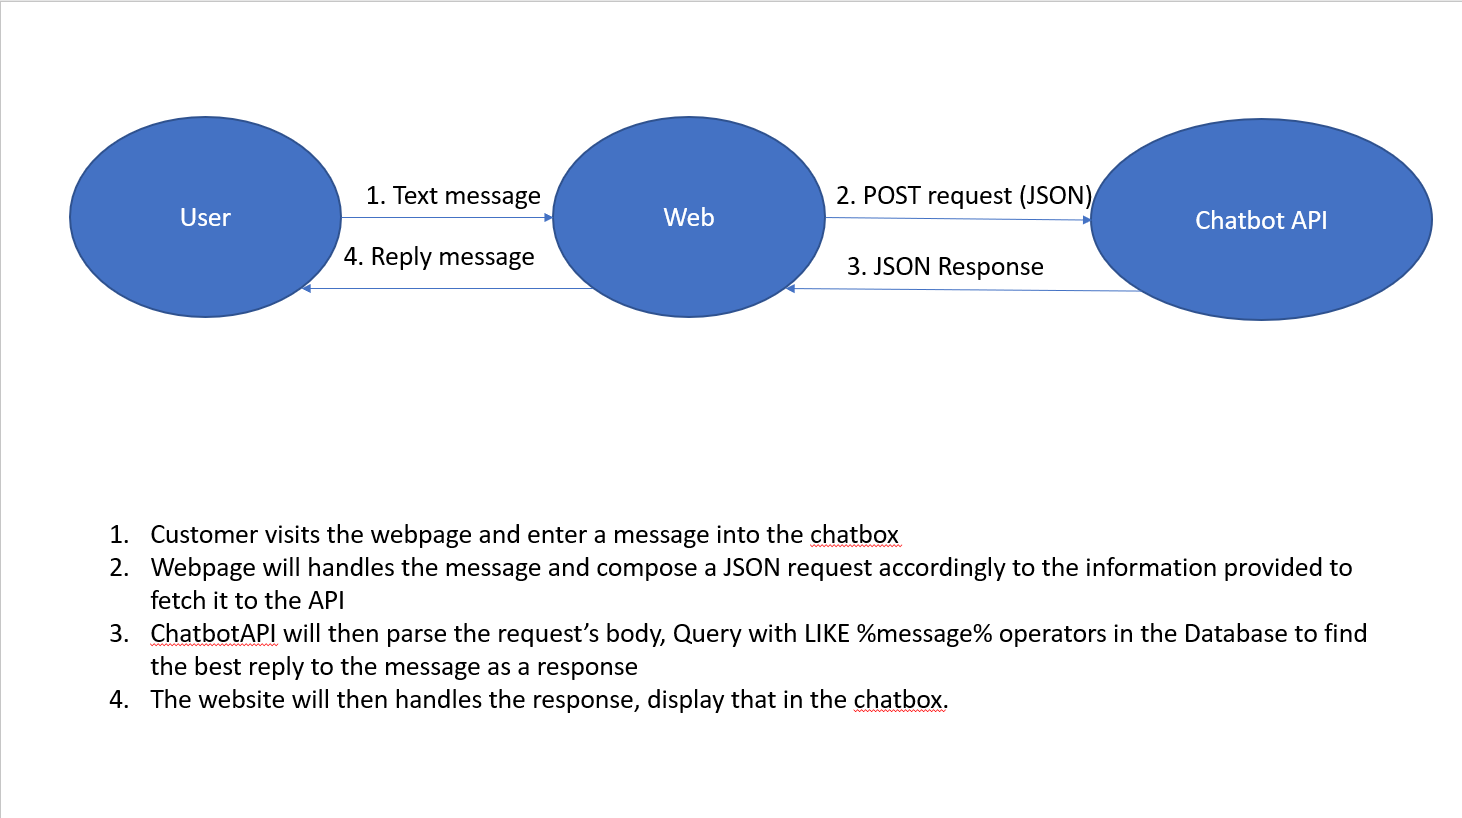 1. Text message
2. POST request (JSON)
User
Web
Chatbot API
4. Reply message
3. JSON Response
1. Customer visits the webpage and enter a message into the chatbox
2. Webpage will handles the message and compose a JSON request accordingly to the information provided to
fetch it to the API
3. ChatbotAPI will then parse the request’s body, Query with LIKE %message% operators in the Database to find
the best reply to the message as a response
4. The website will then handles the response, display that in the chatbox.